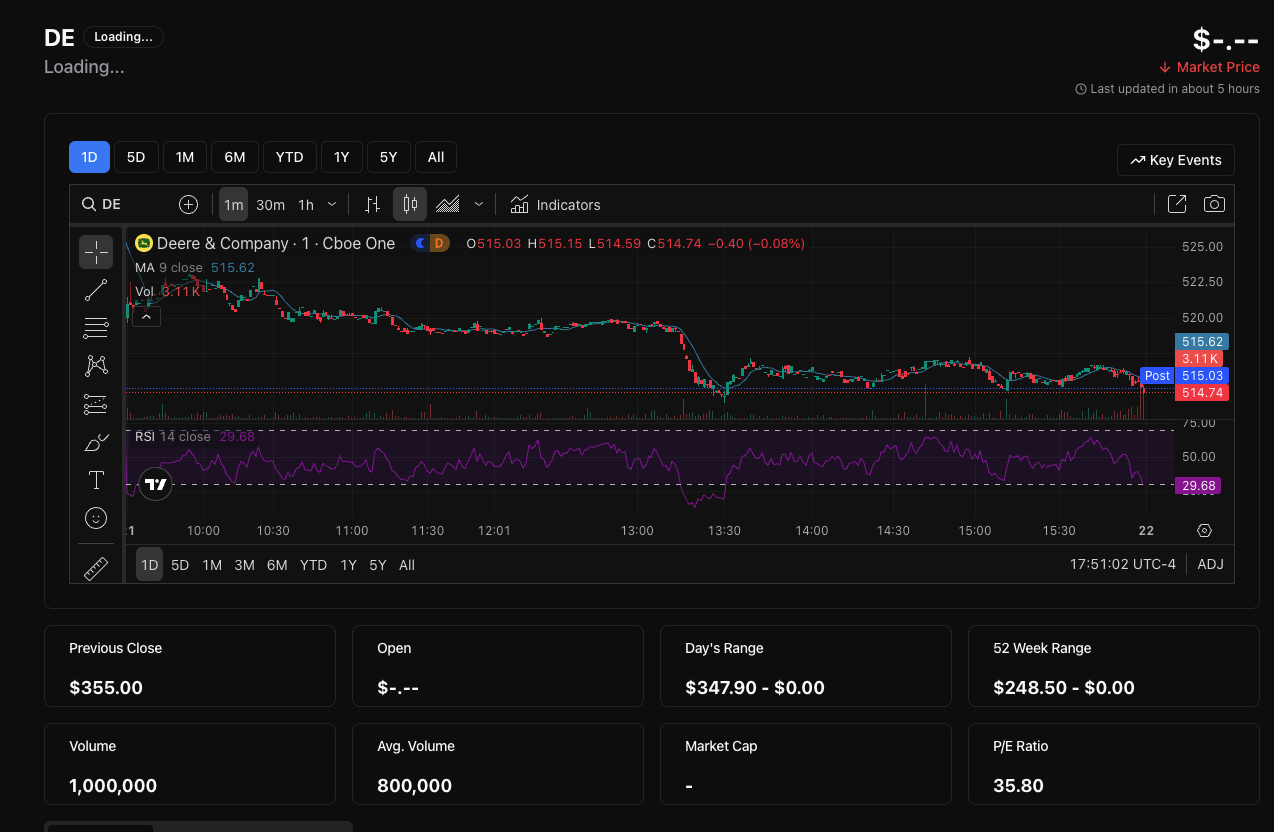 DE Loading...
Loading...
$-.--
Market Price
Last updated in about 5 hours
1D 5D 1M 6M YTD 1Y 5Y All
Key Events
DE 1m 30m 1h Indicators
Deere & Company · 1 · Cboe One D O515.03 H515.15 L514.59 C514.74 −0.40 (−0.08%)
MA 9 close 515.62
Vol 3.11K
525.00
522.50
520.00
515.62
3.11K
Post 515.03
514.74
RSI 14 close 29.68
75.00
50.00
29.68
10:00 10:30 11:00 11:30 12:01 13:00 13:30 14:00 14:30 15:00 15:30 22
1D 5D 1M 3M 6M YTD 1Y 5Y All 17:51:02 UTC-4 ADJ
Previous Close Open Day's Range 52 Week Range
$355.00 $-.-- $347.90 - $0.00 $248.50 - $0.00
Volume Avg. Volume Market Cap P/E Ratio
1,000,000 800,000 - 35.80